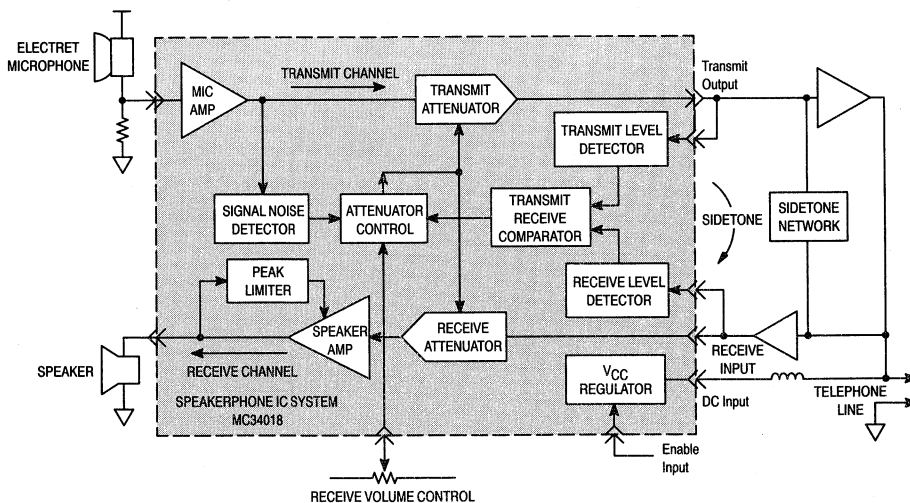 ELECTRET
MICROPHONE
MIC
AMP
TRANSMIT CHANNEL
TRANSMIT
ATTENUATOR
Transmit
Output
TRANSMIT LEVEL
DETECTOR
SIGNAL NOISE
DETECTOR
ATTENUATOR
CONTROL
TRANSMIT
RECEIVE
COMPARATOR
SIDETONE
SIDETONE
NETWORK
PEAK
LIMITER
RECEIVE LEVEL
DETECTOR
SPEAKER
AMP
RECEIVE
ATTENUATOR
RECEIVE
INPUT
SPEAKER
RECEIVE CHANNEL
VCC
REGULATOR
DC Input
TELEPHONE
LINE
SPEAKERPHONE IC SYSTEM
MC34018
Enable
Input
RECEIVE VOLUME CONTROL